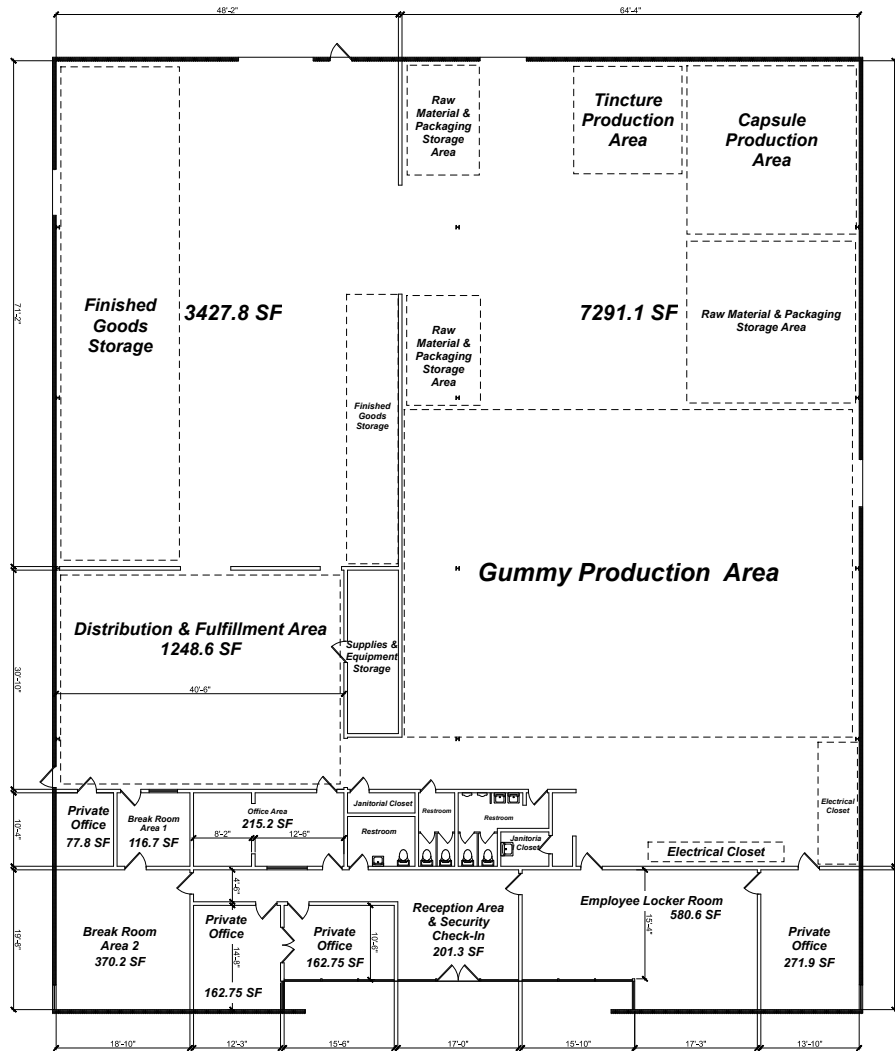 48'-2"
64'-4"
Raw
Material &
Packaging
Storage
Area
Tincture
Production
Area
Capsule
Production
Area
71'-2"
Finished
Goods
Storage
3427.8 SF
7291.1 SF
Raw Material & Packaging
Storage Area
Raw
Material &
Packaging
Storage
Area
Finished
Goods
Storage
Gummy Production Area
Distribution & Fulfillment Area
1248.6 SF
Supplies &
Equipment
Storage
30'-10"
40'-6"
Private
Office
77.8 SF
Break Room
Area 1
116.7 SF
Office Area
215.2 SF
8'-2"
12'-6"
Janitorial Closet
Restroom
Restroom
Restroom
Janitoria
Closet
Electrical
Closet
Electrical Closet
10'-4"
4'-6"
Break Room
Area 2
370.2 SF
Private
Office
14'-8"
162.75 SF
Private
Office
162.75 SF
10'-6"
Reception Area
& Security
Check-In
201.3 SF
Employee Locker Room
580.6 SF
15'-4"
Private
Office
271.9 SF
19'-8"
18'-10"
12'-3"
15'-6"
17'-0"
15'-10"
17'-3"
13'-10"